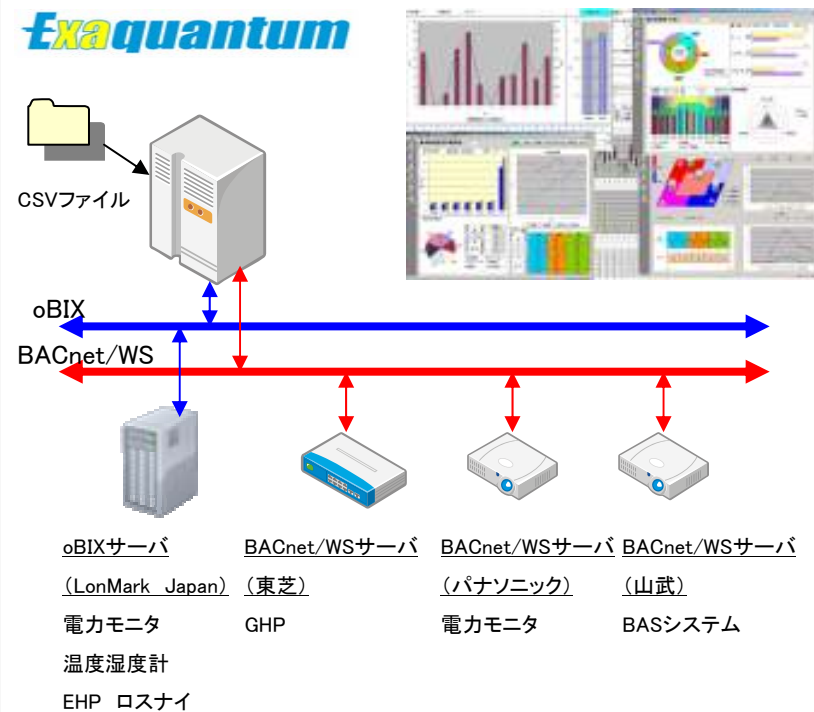 Exaquantum
CSVファイル
oBIX
BACnet/WS
oBIXサーバ
(LonMark Japan)
電力モニタ
温度湿度計
EHP ロスナイ
BACnet/WSサーバ
(東芝)
GHP
BACnet/WSサーバ
(パナソニック)
電力モニタ
BACnet/WSサーバ
(山武)
BASシステム